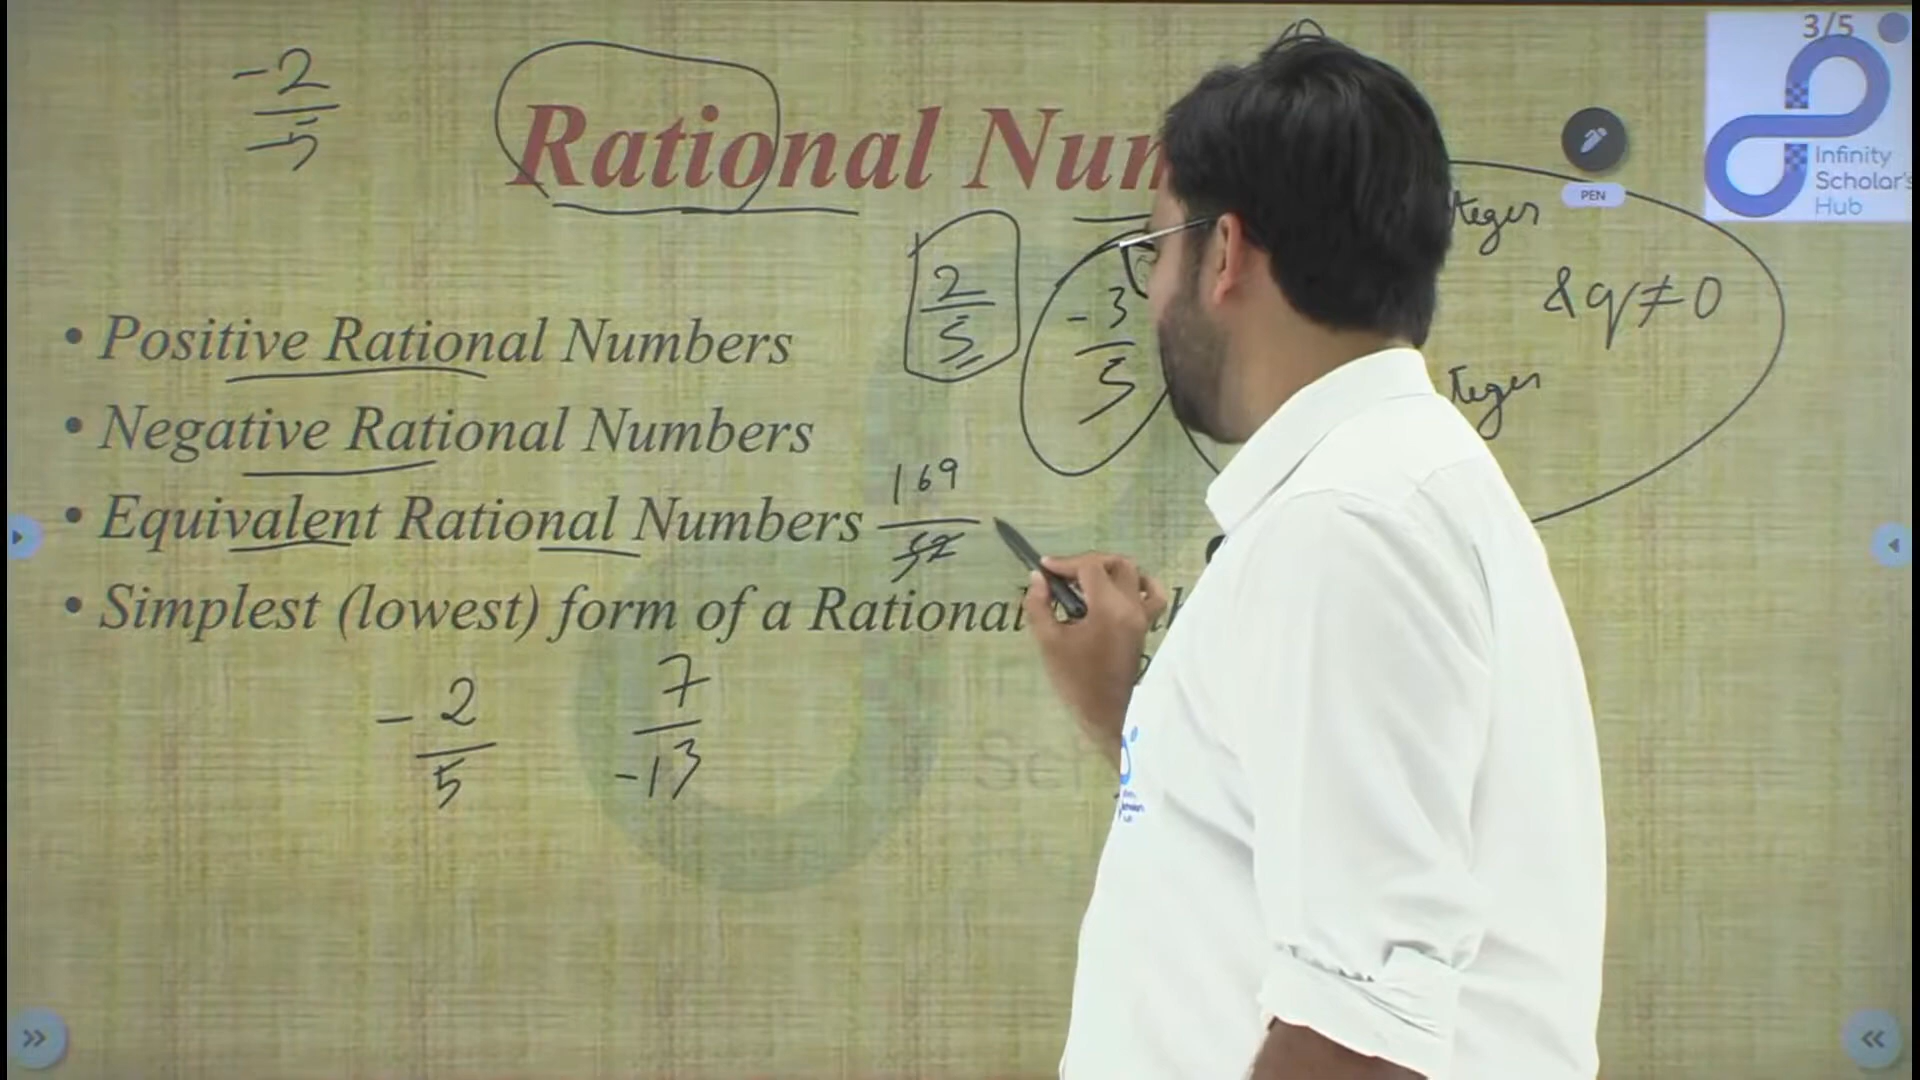 3/5
-2
-5
Rational Num
Infinity
Scholar's
Hub
PEN
teger
2
5
-3
5
& q ≠ 0
• Positive Rational Numbers
teger
• Negative Rational Numbers
169
52
• Equivalent Rational Numbers
• Simplest (lowest) form of a Rational
- 2
5
7
-13